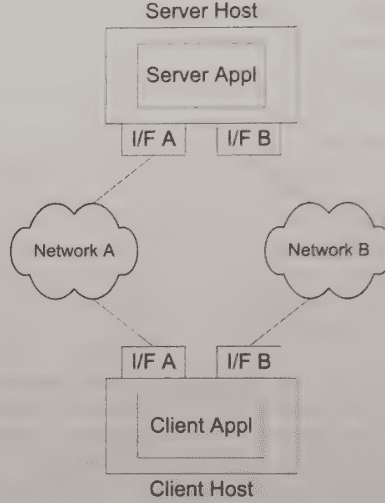 Server Host
Server Appl
I/F A I/F B
Network A Network B
I/F A I/F B
Client Appl
Client Host